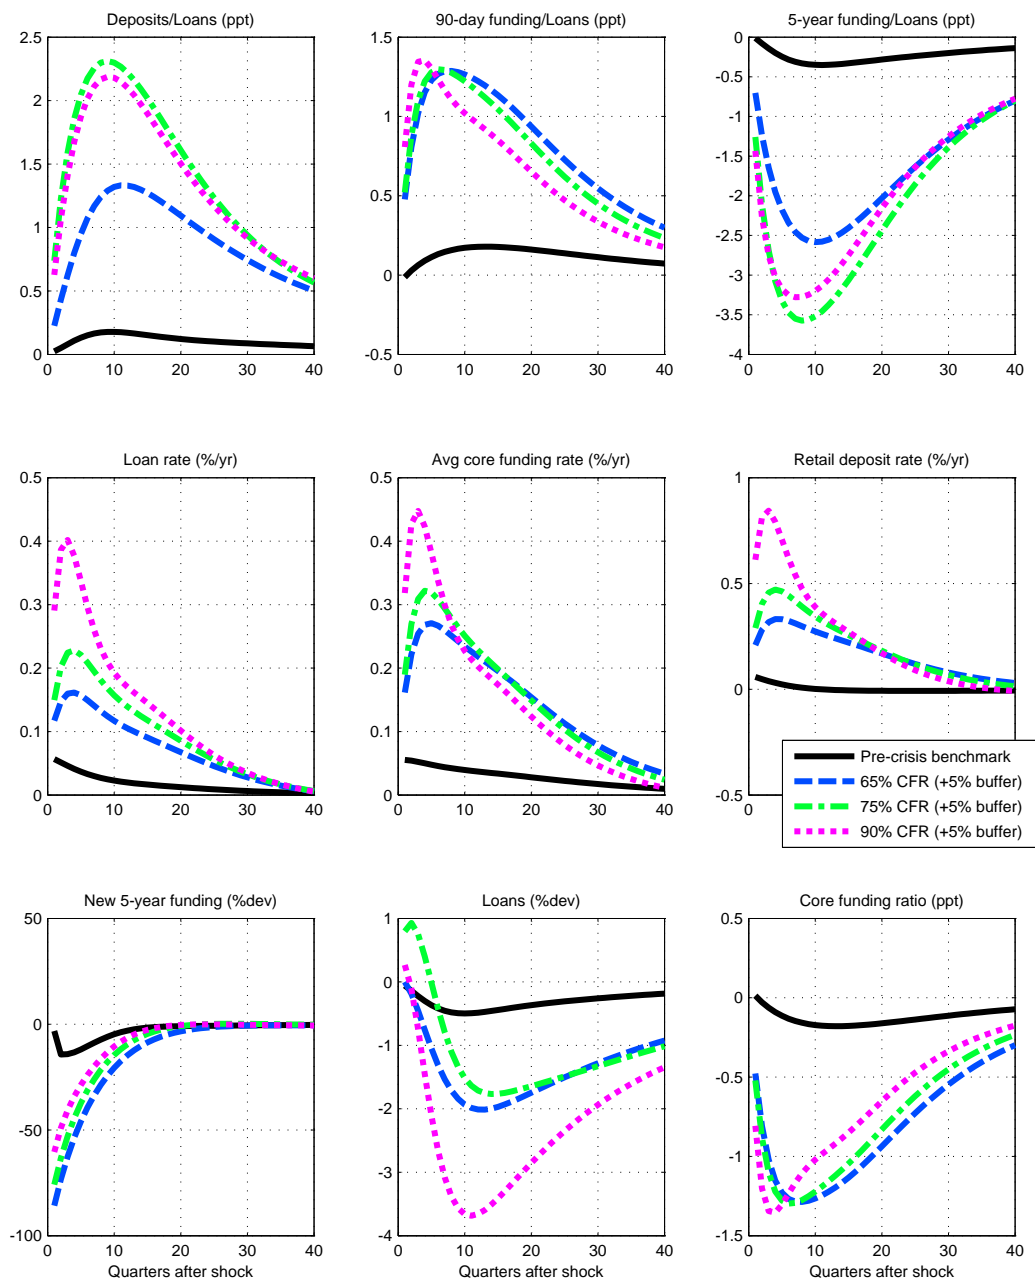 Deposits/Loans (ppt)
2.5
2
1.5
1
0.5
0
0 10 20 30 40
90-day funding/Loans (ppt)
1.5
1
0.5
0
-0.5
0 10 20 30 40
5-year funding/Loans (ppt)
0
-0.5
-1
-1.5
-2
-2.5
-3
-3.5
-4
0 10 20 30 40
Loan rate (%/yr)
0.5
0.4
0.3
0.2
0.1
0
0 10 20 30 40
Avg core funding rate (%/yr)
0.5
0.4
0.3
0.2
0.1
0
0 10 20 30 40
Retail deposit rate (%/yr)
1
0.5
0
-0.5
0
Pre-crisis benchmark
65% CFR (+5% buffer)
75% CFR (+5% buffer)
90% CFR (+5% buffer)
New 5-year funding (%dev)
50
0
-50
-100
0 10 20 30 40
Quarters after shock
Loans (%dev)
1
0
-1
-2
-3
-4
0 10 20 30 40
Quarters after shock
Core funding ratio (ppt)
0.5
0
-0.5
-1
-1.5
0 10 20 30 40
Quarters after shock